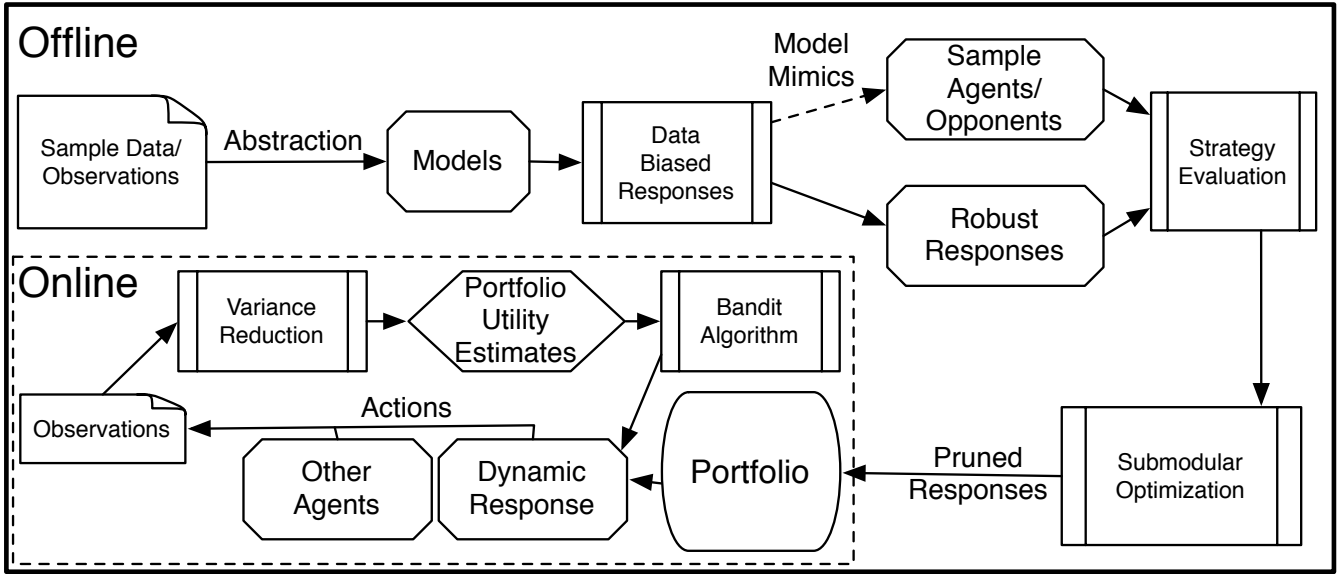 Offline
Sample Data/
Observations
Abstraction
Models
Data
Biased
Responses
Model
Mimics
Sample
Agents/
Opponents
Robust
Responses
Strategy
Evaluation
Online
Variance
Reduction
Portfolio
Utility
Estimates
Bandit
Algorithm
Observations
Actions
Other
Agents
Dynamic
Response
Portfolio
Pruned
Responses
Submodular
Optimization